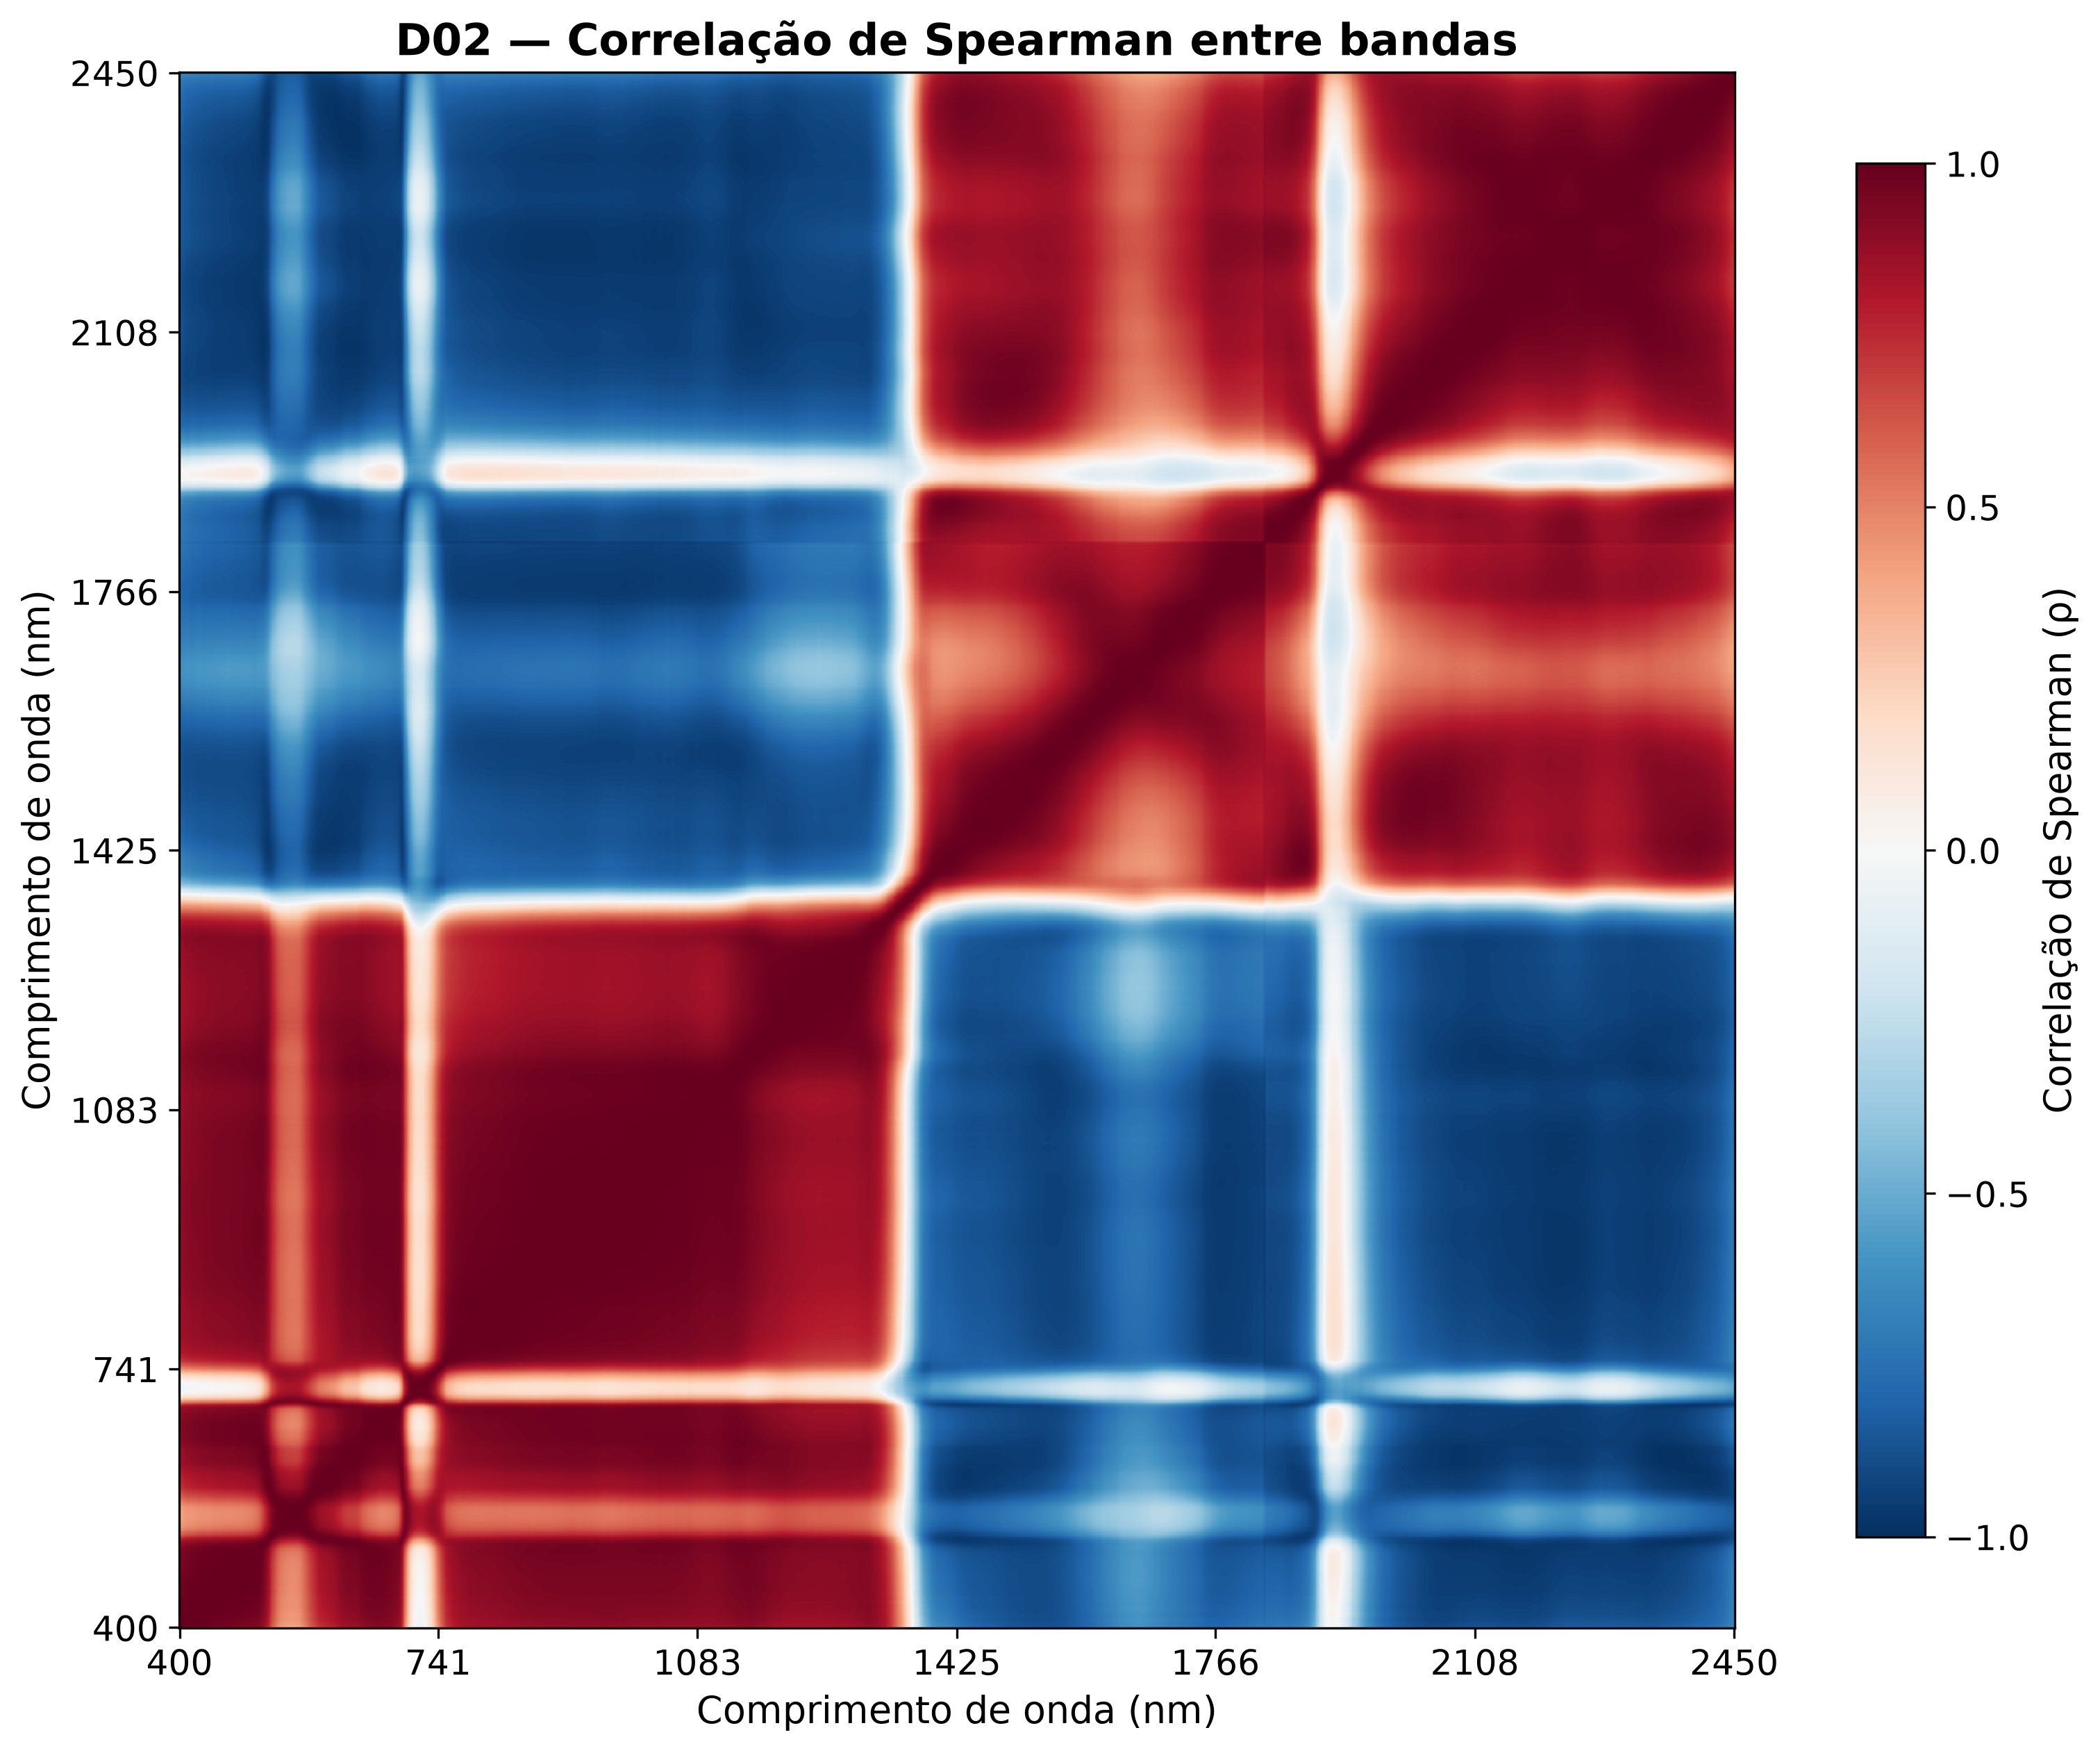 D02 — Correlação de Spearman entre bandas
Comprimento de onda (nm)
2450
2108
1766
1425
1083
741
400
400 741 1083 1425 1766 2108 2450
Comprimento de onda (nm)
1.0
0.5
0.0
−0.5
−1.0
Correlação de Spearman (ρ)